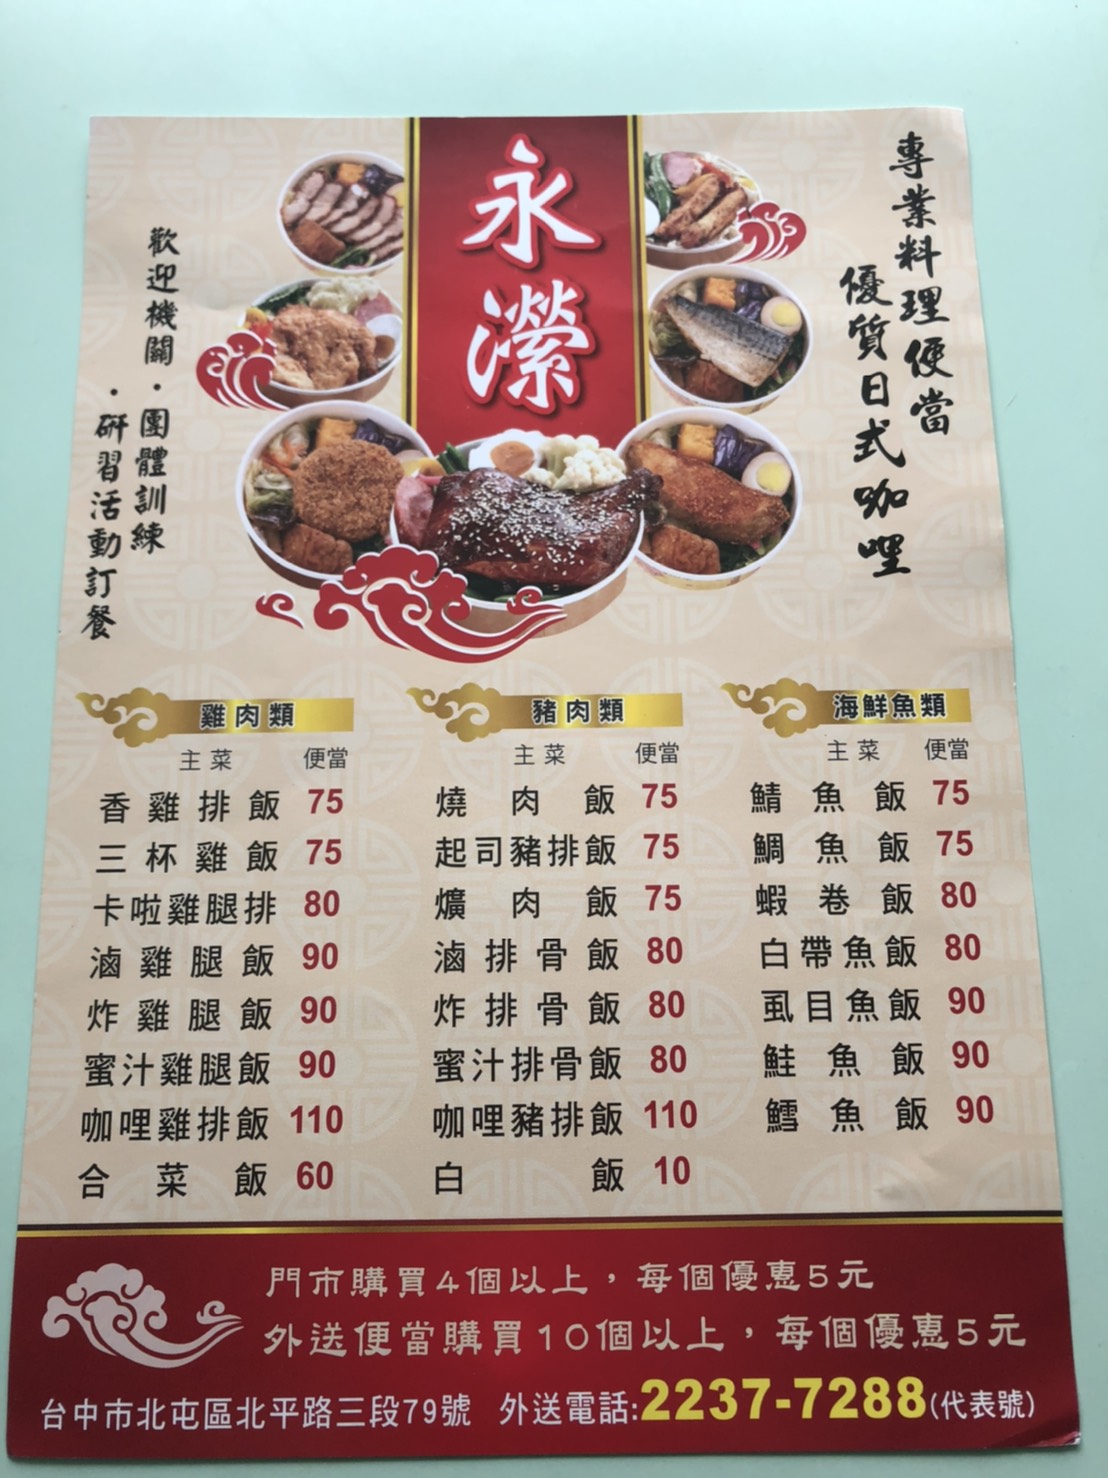 永瀠
專業料理便當
優質日式咖哩
歡迎機關・團體訓練
・研習活動訂餐
雞肉類
主菜 便當
香雞排飯 75
三杯雞飯 75
卡啦雞腿排 80
滷雞腿飯 90
炸雞腿飯 90
蜜汁雞腿飯 90
咖哩雞排飯 110
合菜飯 60
豬肉類
主菜 便當
燒肉飯 75
起司豬排飯 75
爌肉飯 75
滷排骨飯 80
炸排骨飯 80
蜜汁排骨飯 80
咖哩豬排飯 110
白飯 10
海鮮魚類
主菜 便當
鯖魚飯 75
鯛魚飯 75
蝦卷飯 80
白帶魚飯 80
虱目魚飯 90
鮭魚飯 90
鱈魚飯 90
門市購買4個以上，每個優惠5元
外送便當購買10個以上，每個優惠5元
台中市北屯區北平路三段79號 外送電話:2237-7288(代表號)